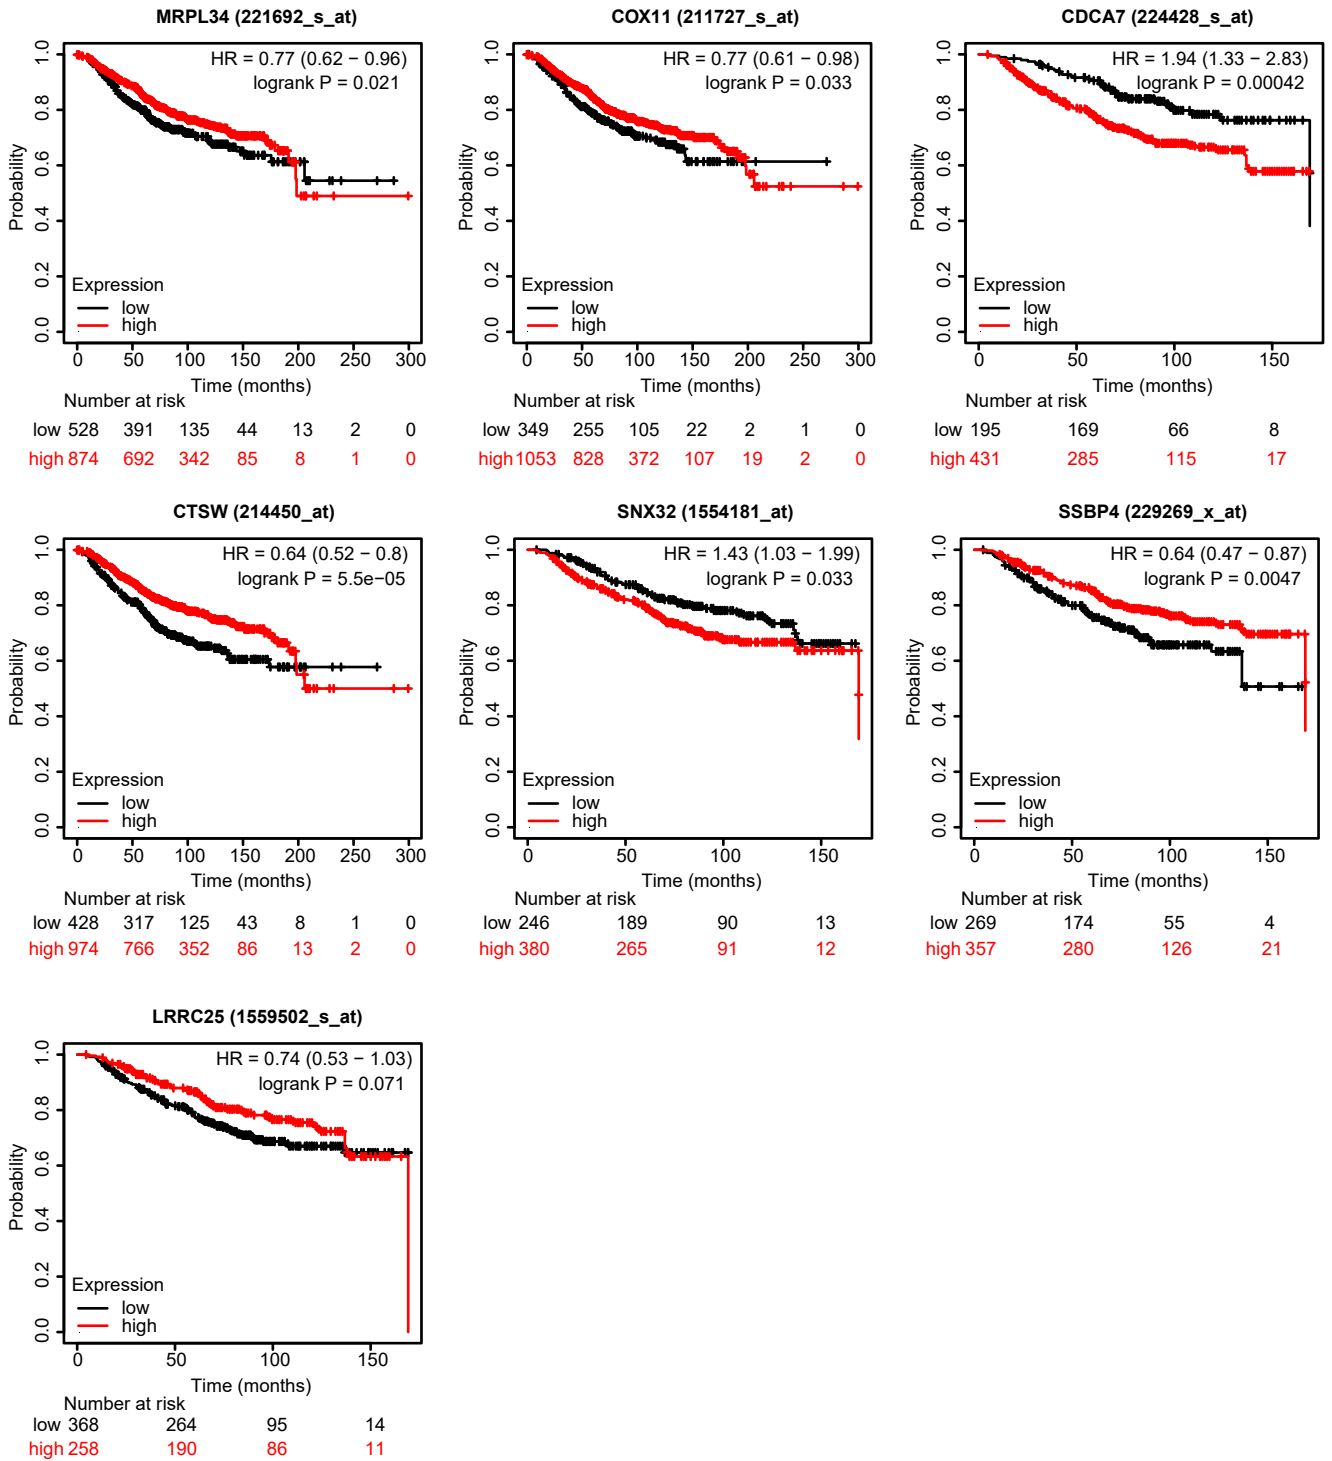 MRPL34 (221692_s_at)
HR = 0.77 (0.62 − 0.96)
logrank P = 0.021
Probability
1.0
0.8
0.6
0.4
0.2
0.0
Expression
low
high
0 50 100 150 200 250 300
Time (months)
Number at risk
low 528 391 135 44 13 2 0
high 874 692 342 85 8 1 0
COX11 (211727_s_at)
HR = 0.77 (0.61 − 0.98)
logrank P = 0.033
Probability
1.0
0.8
0.6
0.4
0.2
0.0
Expression
low
high
0 50 100 150 200 250 300
Time (months)
Number at risk
low 349 255 105 22 2 1 0
high 1053 828 372 107 19 2 0
CDCA7 (224428_s_at)
HR = 1.94 (1.33 − 2.83)
logrank P = 0.00042
Probability
1.0
0.8
0.6
0.4
0.2
0.0
Expression
low
high
0 50 100 150
Time (months)
Number at risk
low 195 169 66 8
high 431 285 115 17
CTSW (214450_at)
HR = 0.64 (0.52 − 0.8)
logrank P = 5.5e−05
Probability
1.0
0.8
0.6
0.4
0.2
0.0
Expression
low
high
0 50 100 150 200 250 300
Time (months)
Number at risk
low 428 317 125 43 8 1 0
high 974 766 352 86 13 2 0
SNX32 (1554181_at)
HR = 1.43 (1.03 − 1.99)
logrank P = 0.033
Probability
1.0
0.8
0.6
0.4
0.2
0.0
Expression
low
high
0 50 100 150
Time (months)
Number at risk
low 246 189 90 13
high 380 265 91 12
SSBP4 (229269_x_at)
HR = 0.64 (0.47 − 0.87)
logrank P = 0.0047
Probability
1.0
0.8
0.6
0.4
0.2
0.0
Expression
low
high
0 50 100 150
Time (months)
Number at risk
low 269 174 55 4
high 357 280 126 21
LRRC25 (1559502_s_at)
HR = 0.74 (0.53 − 1.03)
logrank P = 0.071
Probability
1.0
0.8
0.6
0.4
0.2
0.0
Expression
low
high
0 50 100 150
Time (months)
Number at risk
low 368 264 95 14
high 258 190 86 11